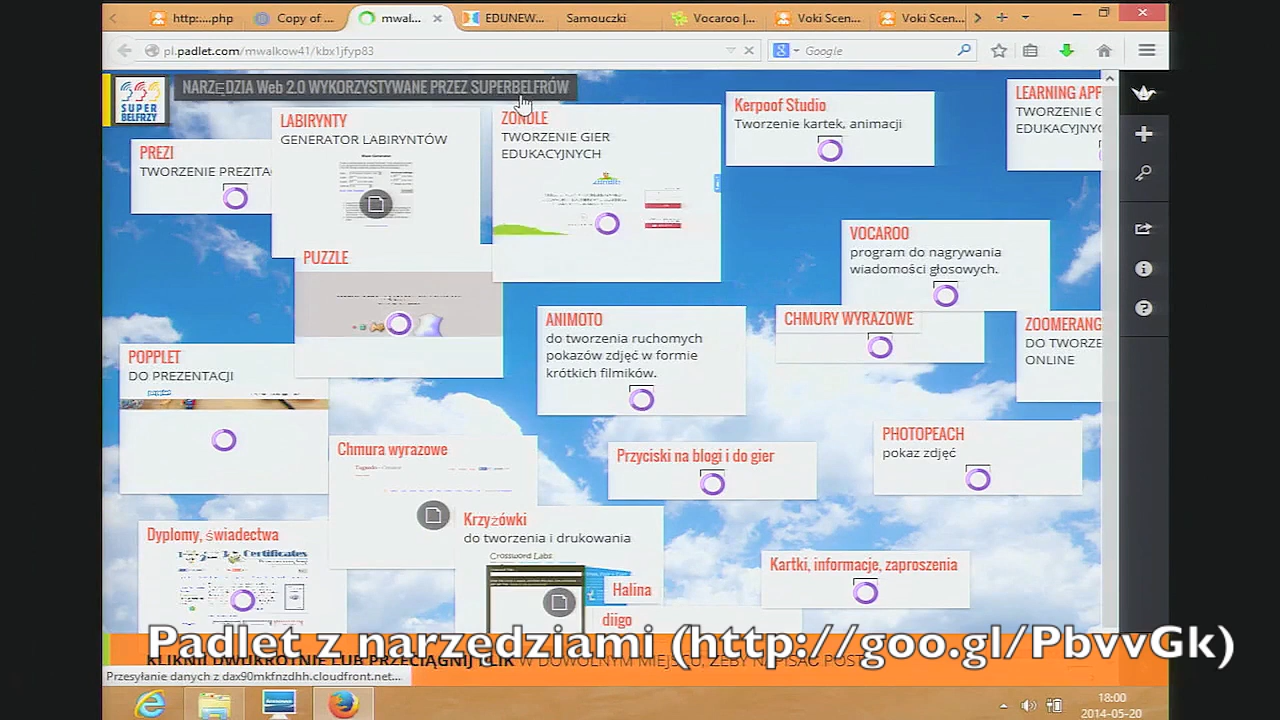 http:....php
Copy of ...
mwal...
EDUNEW...
Samouczki
Vocaroo |...
Voki Scen...
Voki Scen...
pl.padlet.com/mwalkow41/kbx1jfyp83
Google
SUPER
BELFRZY
NARZĘDZIA Web 2.0 WYKORZYSTYWANE PRZEZ SUPERBELFRÓW
LABIRYNTY
GENERATOR LABIRYNTÓW
ZONDLE
TWORZENIE GIER
EDUKACYJNYCH
Kerpoof Studio
Tworzenie kartek, animacji
LEARNING APP
TWORZENIE G
EDUKACYJNY
PREZI
TWORZENIE PREZITA
VOCAROO
program do nagrywania
wiadomości głosowych.
PUZZLE
ANIMOTO
do tworzenia ruchomych
pokazów zdjęć w formie
krótkich filmików.
CHMURY WYRAZOWE
ZOOMERANG
DO TWORZE
ONLINE
POPPLET
DO PREZENTACJI
PHOTOPEACH
pokaz zdjęć
Chmura wyrazowe
Przyciski na blogi i do gier
Krzyżówki
do tworzenia i drukowania
Crossword Labs
Dyplomy, świadectwa
Certificates
Kartki, informacje, zaproszenia
Halina
diigo
Padlet z narzędziami (http://goo.gl/PbvvGk)
KLIKNIJ DWUKROTNIE LUB PRZECIĄGNIJ PLIK W DOWOLNYM MIEJSCU, ŻEBY NAPISAĆ POST
Przesyłanie danych z dax90mkfnzdhh.cloudfront.net...
18:00
2014-05-20